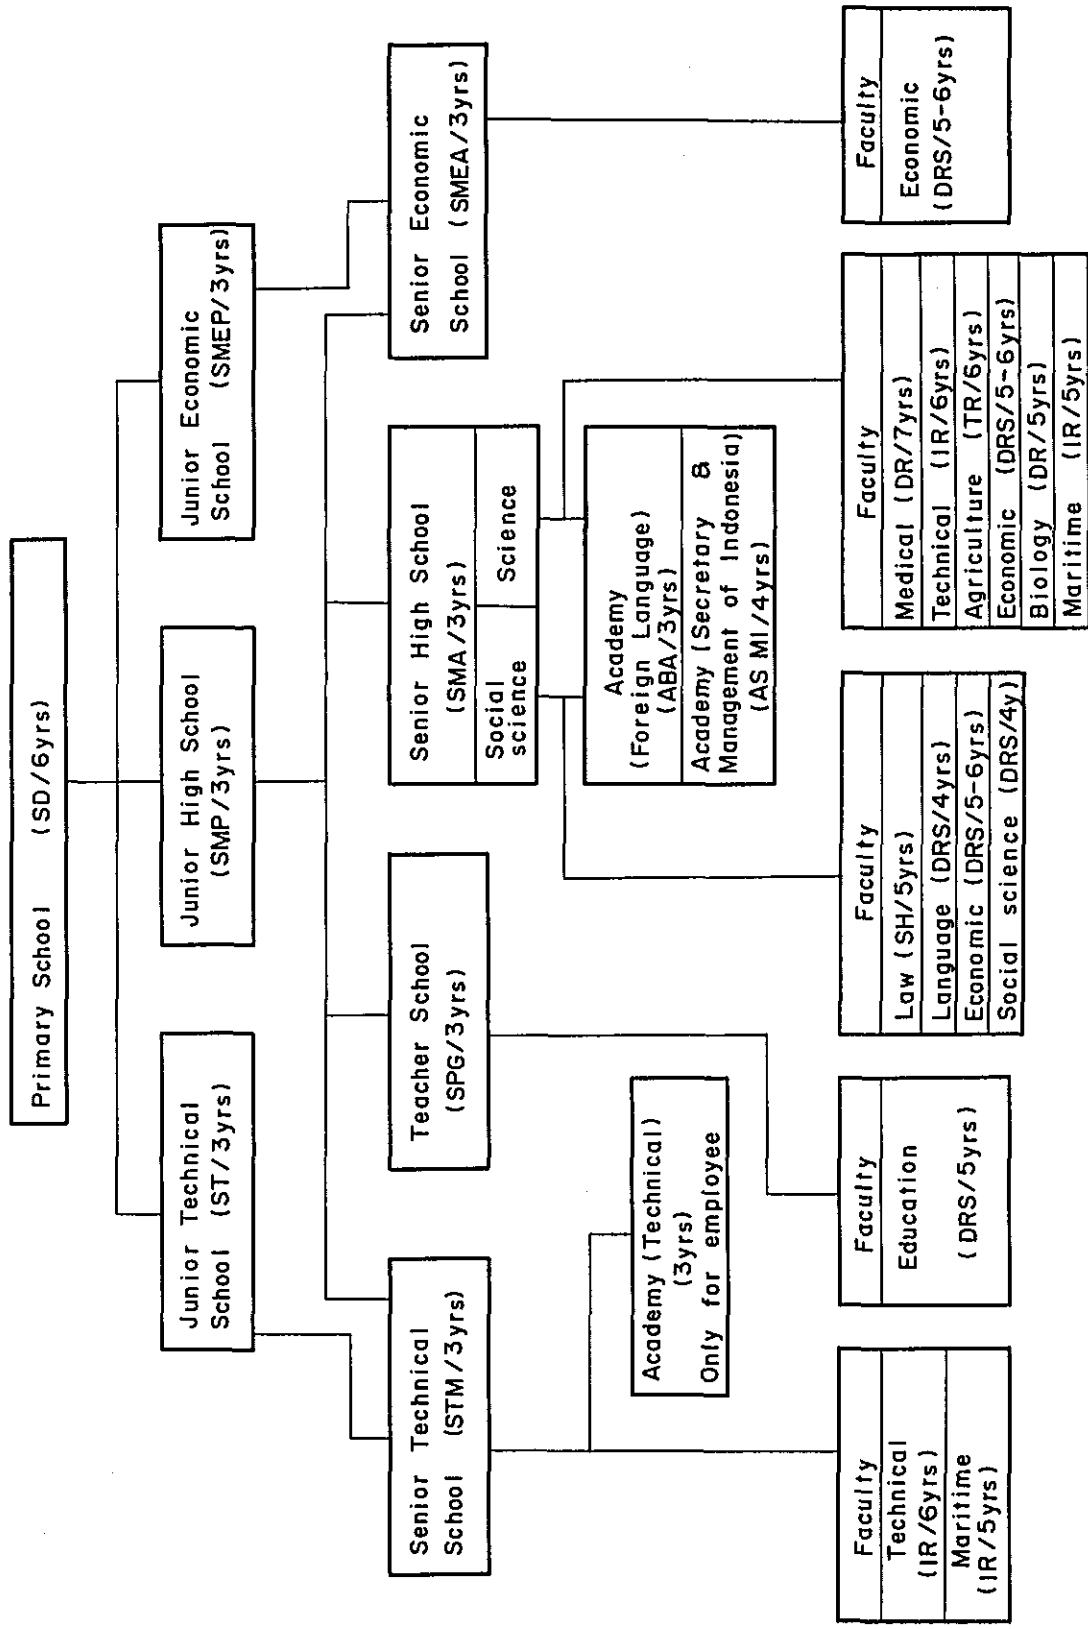 Primary School (SD/6yrs)
Junior Technical
School (ST/3yrs)
Junior High School
(SMP/3yrs)
Junior Economic
School (SMEP/3yrs)
Senior Technical
School (STM/3yrs)
Teacher School
(SPG/3yrs)
Senior High School
(SMA/3yrs)
Social
science
Science
Senior Economic
School (SMEA/3yrs)
Academy (Technical)
(3yrs)
Only for employee
Academy
(Foreign Language)
(ABA/3yrs)
Academy (Secretary &
Management of Indonesia)
(AS MI/4yrs)
Faculty
Technical
(IR/6yrs)
Maritime
(IR/5yrs)
Faculty
Education
(DRS/5yrs)
Faculty
Law (SH/5yrs)
Language (DRS/4yrs)
Economic (DRS/5-6yrs)
Social science (DRS/4y)
Faculty
Medical (DR/7yrs)
Technical (IR/6yrs)
Agriculture (TR/6yrs)
Economic (DRS/5-6yrs)
Biology (DR/5yrs)
Maritime (IR/5yrs)
Faculty
Economic
(DRS/5-6yrs)